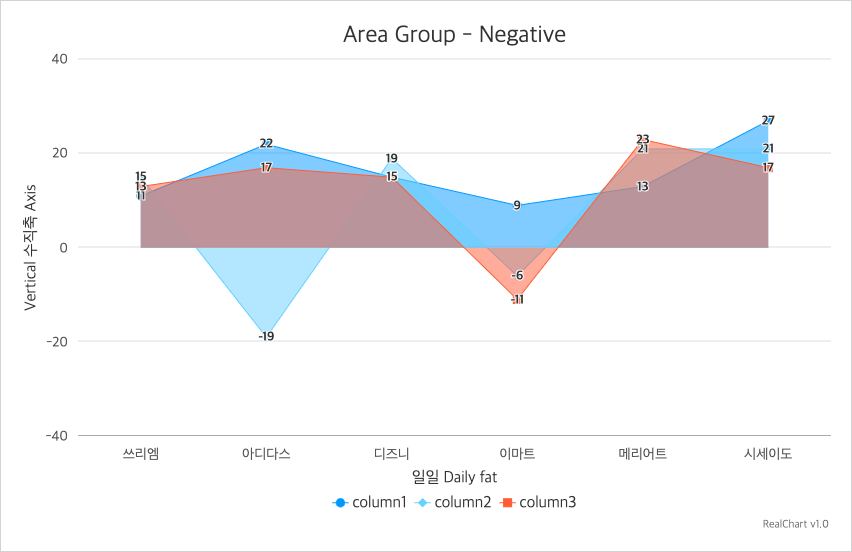 Area Group - Negative
40
20
0
-20
-40
Vertical 수직축 Axis
15
13
11
22
17
-19
19
15
9
-6
-11
23
21
13
27
21
17
쓰리엠
아디다스
디즈니
이마트
메리어트
시세이도
일일 Daily fat
column1 column2 column3
RealChart v1.0